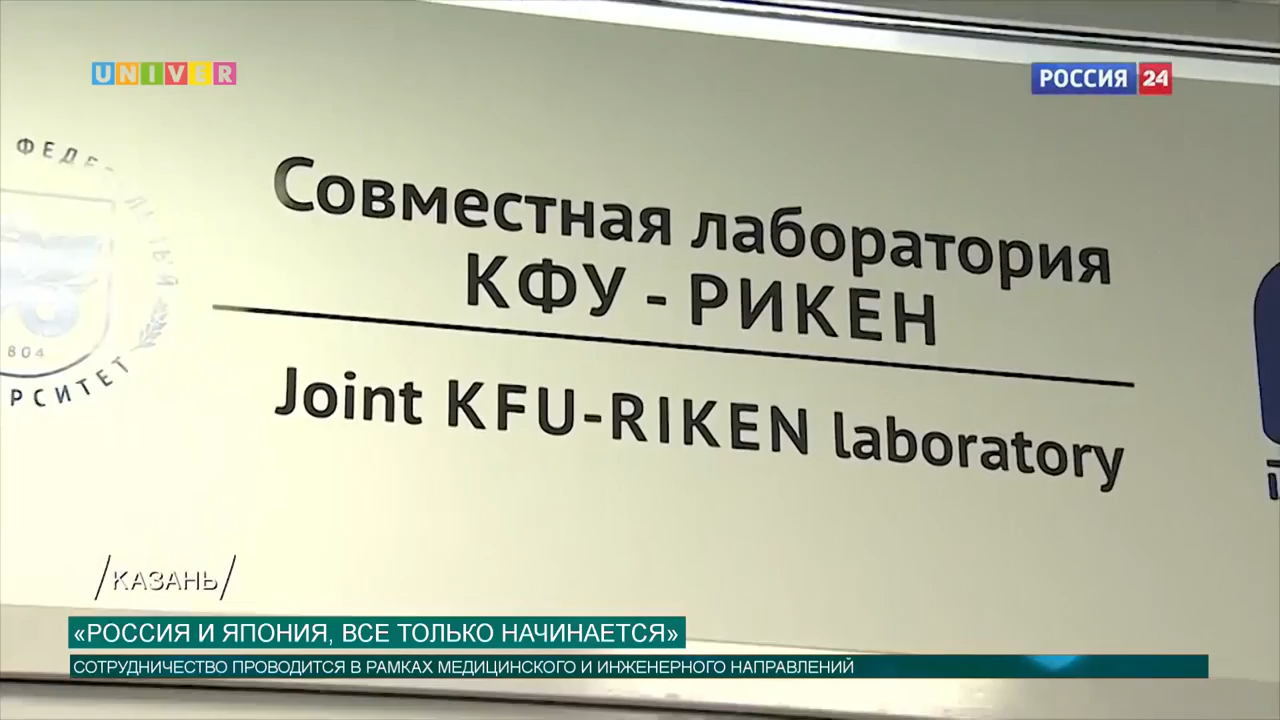 UNIVER
РОССИЯ 24
Совместная лаборатория
КФУ - РИКЕН
Joint KFU-RIKEN laboratory
804
/КАЗАНЬ/
«РОССИЯ И ЯПОНИЯ, ВСЕ ТОЛЬКО НАЧИНАЕТСЯ»
СОТРУДНИЧЕСТВО ПРОВОДИТСЯ В РАМКАХ МЕДИЦИНСКОГО И ИНЖЕНЕРНОГО НАПРАВЛЕНИЙ